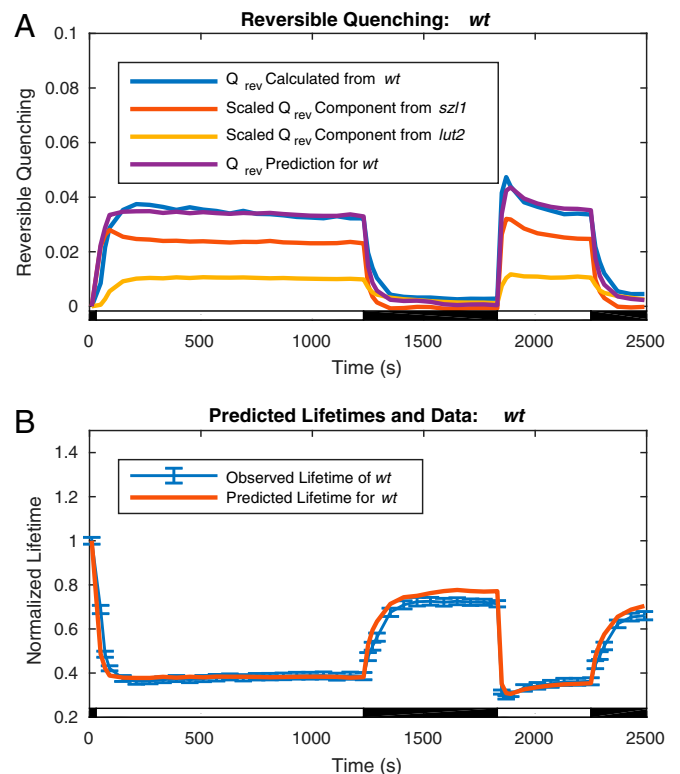 A
Reversible Quenching: wt
0.1
0.08
0.06
0.04
0.02
0
Reversible Quenching
Q rev Calculated from wt
Scaled Q rev Component from szl1
Scaled Q rev Component from lut2
Q rev Prediction for wt
0 500 1000 1500 2000 2500
Time (s)
B
Predicted Lifetimes and Data: wt
1.4
1.2
1
0.8
0.6
0.4
0.2
Normalized Lifetime
Observed Lifetime of wt
Predicted Lifetime for wt
0 500 1000 1500 2000 2500
Time (s)